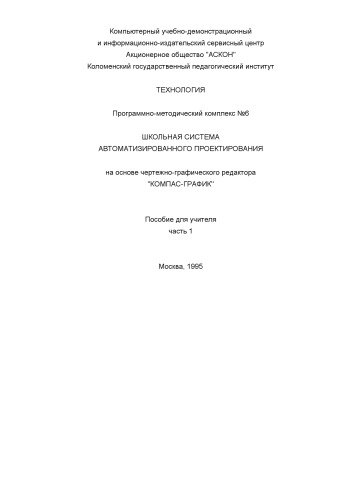 Компьютерный учебно-демонстрационный
и информационно-издательский сервисный центр
Акционерное общество "АСКОН"
Коломенский государственный педагогический институт
ТЕХНОЛОГИЯ
Программно-методический комплекс №6
ШКОЛЬНАЯ СИСТЕМА
АВТОМАТИЗИРОВАННОГО ПРОЕКТИРОВАНИЯ
на основе чертежно-графического редактора
"КОМПАС-ГРАФИК"
Пособие для учителя
часть 1
Москва, 1995